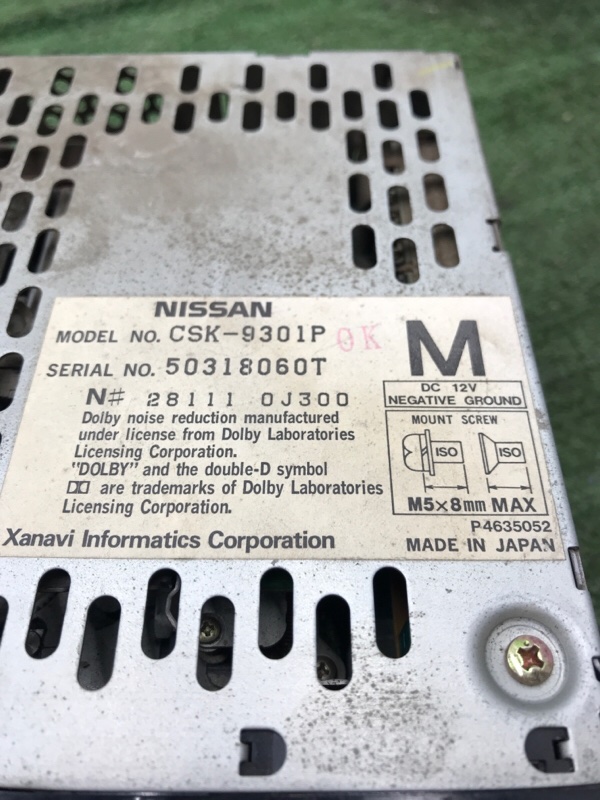 NISSAN
MODEL NO. CSK-9301P OK
M
SERIAL NO. 50318060T
N# 28111 0J300
DC 12V
NEGATIVE GROUND
Dolby noise reduction manufactured
under license from Dolby Laboratories
Licensing Corporation.
"DOLBY" and the double-D symbol
are trademarks of Dolby Laboratories
Licensing Corporation.
MOUNT SCREW
ISO ISO
M5×8mm MAX
P4635052
Xanavi Informatics Corporation
MADE IN JAPAN